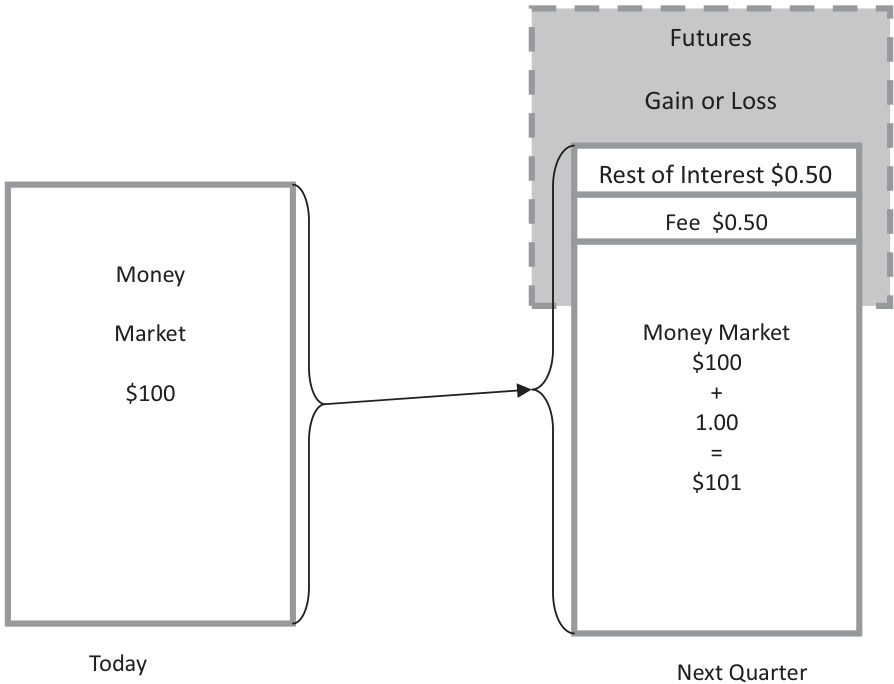 Futures
Gain or Loss
Rest of Interest $0.50
Fee $0.50
Money
Market
$100
Money Market
$100
+
1.00
=
$101
Today
Next Quarter